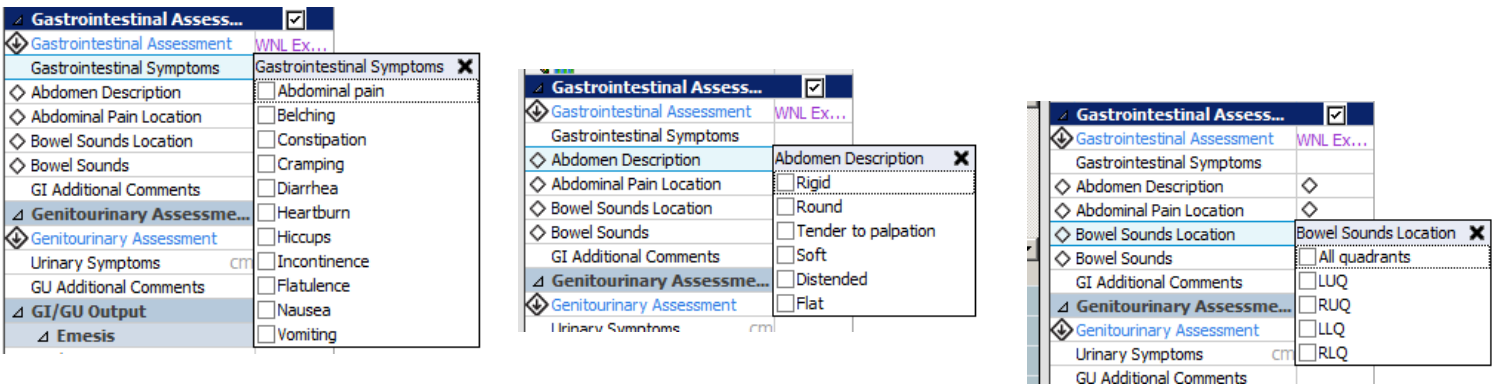 Gastrointestinal Assess...
Gastrointestinal Assessment WNL Ex...
Gastrointestinal Symptoms
Abdomen Description
Abdominal Pain Location
Bowel Sounds Location
Bowel Sounds
GI Additional Comments
Genitourinary Assessme...
Genitourinary Assessment
Urinary Symptoms cm
GU Additional Comments
GI/GU Output
Emesis
Gastrointestinal Symptoms
Abdominal pain
Belching
Constipation
Cramping
Diarrhea
Heartburn
Hiccups
Incontinence
Flatulence
Nausea
Vomiting
Gastrointestinal Assess...
Gastrointestinal Assessment WNL Ex...
Gastrointestinal Symptoms
Abdomen Description
Abdominal Pain Location
Bowel Sounds Location
Bowel Sounds
GI Additional Comments
Genitourinary Assessme...
Genitourinary Assessment
Urinary Symptoms cm
Abdomen Description
Rigid
Round
Tender to palpation
Soft
Distended
Flat
Gastrointestinal Assess...
Gastrointestinal Assessment WNL Ex...
Gastrointestinal Symptoms
Abdomen Description
Abdominal Pain Location
Bowel Sounds Location
Bowel Sounds
GI Additional Comments
Genitourinary Assessme...
Genitourinary Assessment
Urinary Symptoms cm
GU Additional Comments
Bowel Sounds Location
All quadrants
LUQ
RUQ
LLQ
RLQ